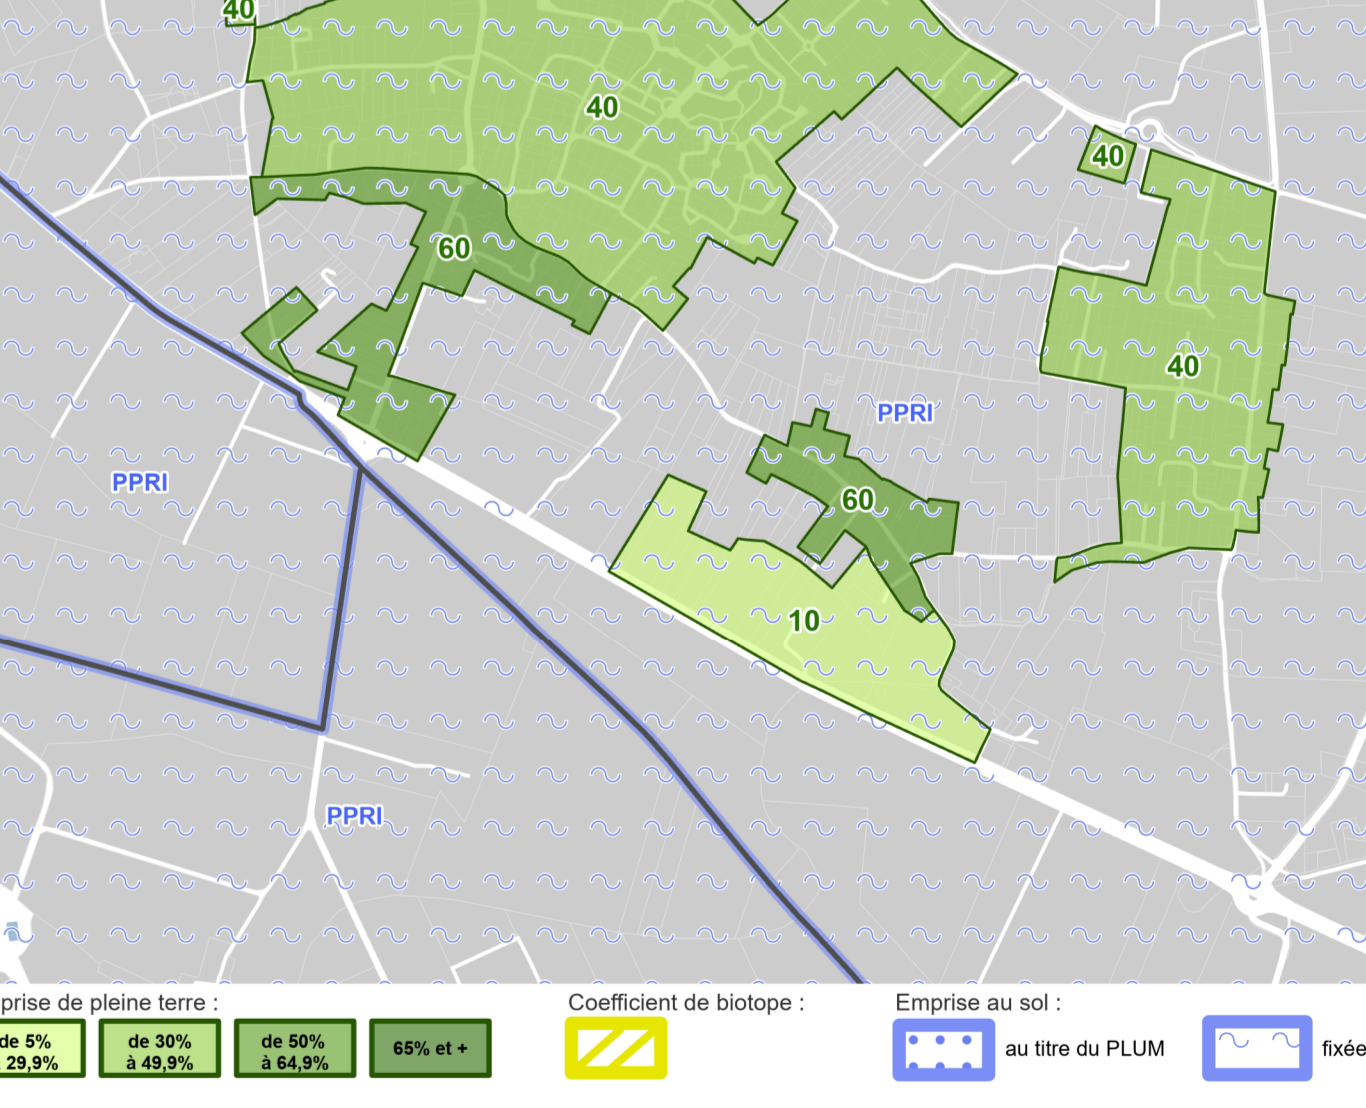 40
40
40
60
40
PPRI
PPRI
60
10
PPRI
prise de pleine terre :
Coefficient de biotope :
Emprise au sol :
de 5%
29,9%
de 30%
à 49,9%
de 50%
à 64,9%
65% et +
au titre du PLUM
fixée